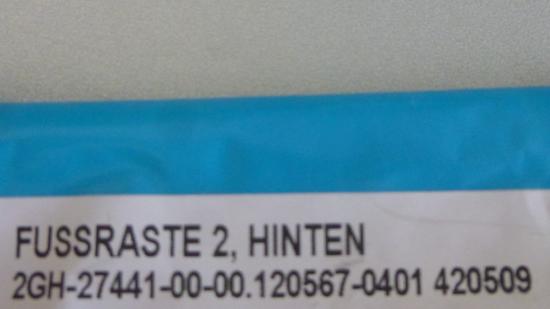 FUSSRASTE 2, HINTEN
2GH-27441-00-00.120567-0401 420509